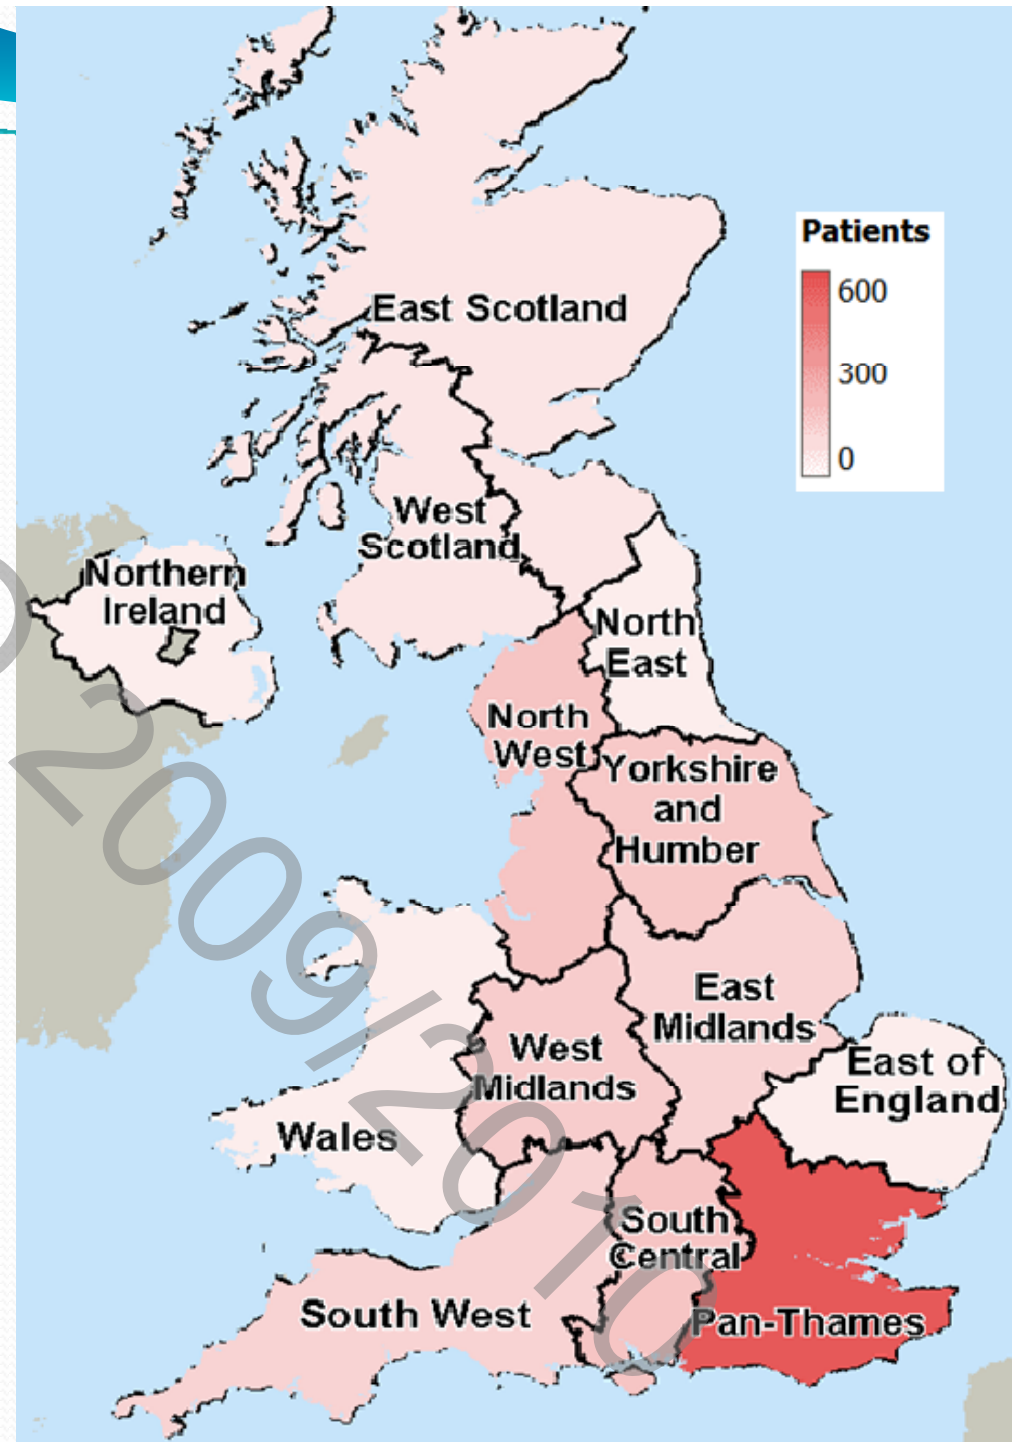 Patients
600
300
0
East Scotland
West
Scotland
Northern
Ireland
North
East
North
West
Yorkshire
and
Humber
East
Midlands
West
Midlands
East of
England
Wales
South
Central
South West
Pan-Thames
2009/2010